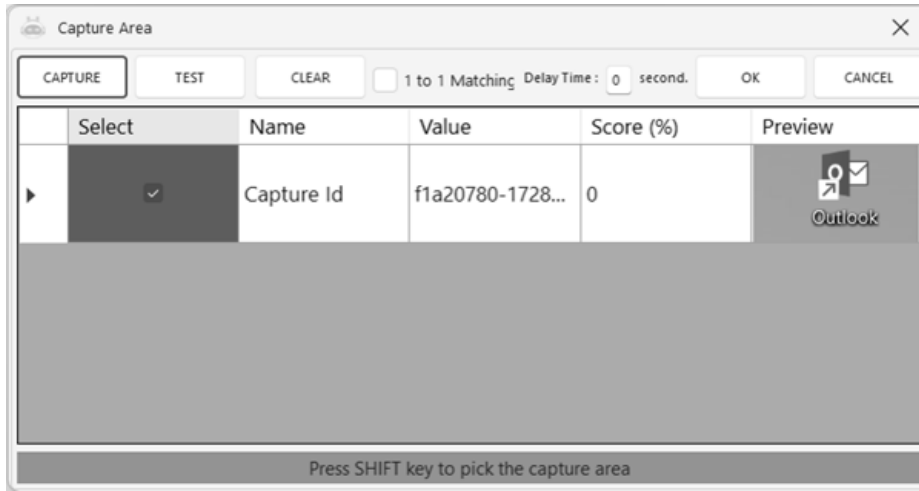 Capture Area
CAPTURE TEST CLEAR 1 to 1 Matching Delay Time : 0 second. OK CANCEL
Select Name Value Score (%) Preview
Capture Id f1a20780-1728... 0
Outlook
Press SHIFT key to pick the capture area